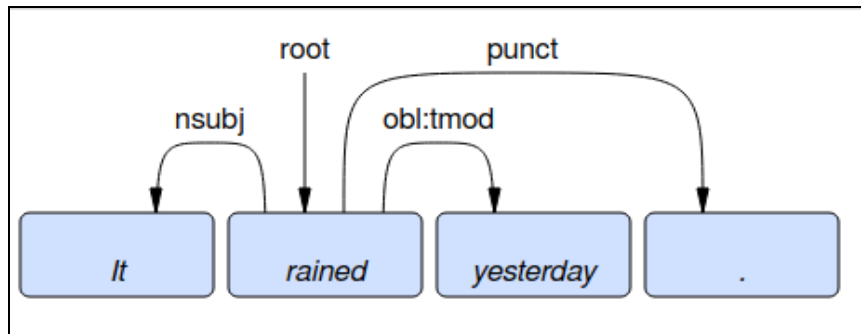 root punct
nsubj obl:tmod
It rained yesterday .